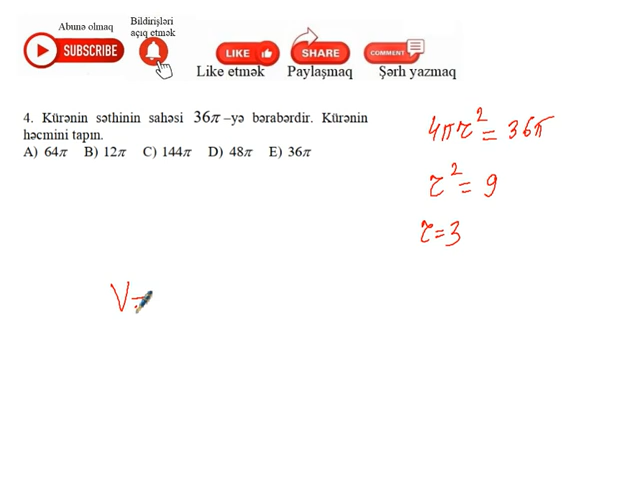 Abunə olmaq
Bildirişləri
açıq etmək
SUBSCRIBE
LIKE
SHARE
COMMENT
Like etmək
Paylaşmaq
Şərh yazmaq
4. Kürənin səthinin sahəsi 36π –yə bərabərdir. Kürənin
həcmini tapın.
A) 64π B) 12π C) 144π D) 48π E) 36π
4πr² = 36π
r² = 9
r=3
V=